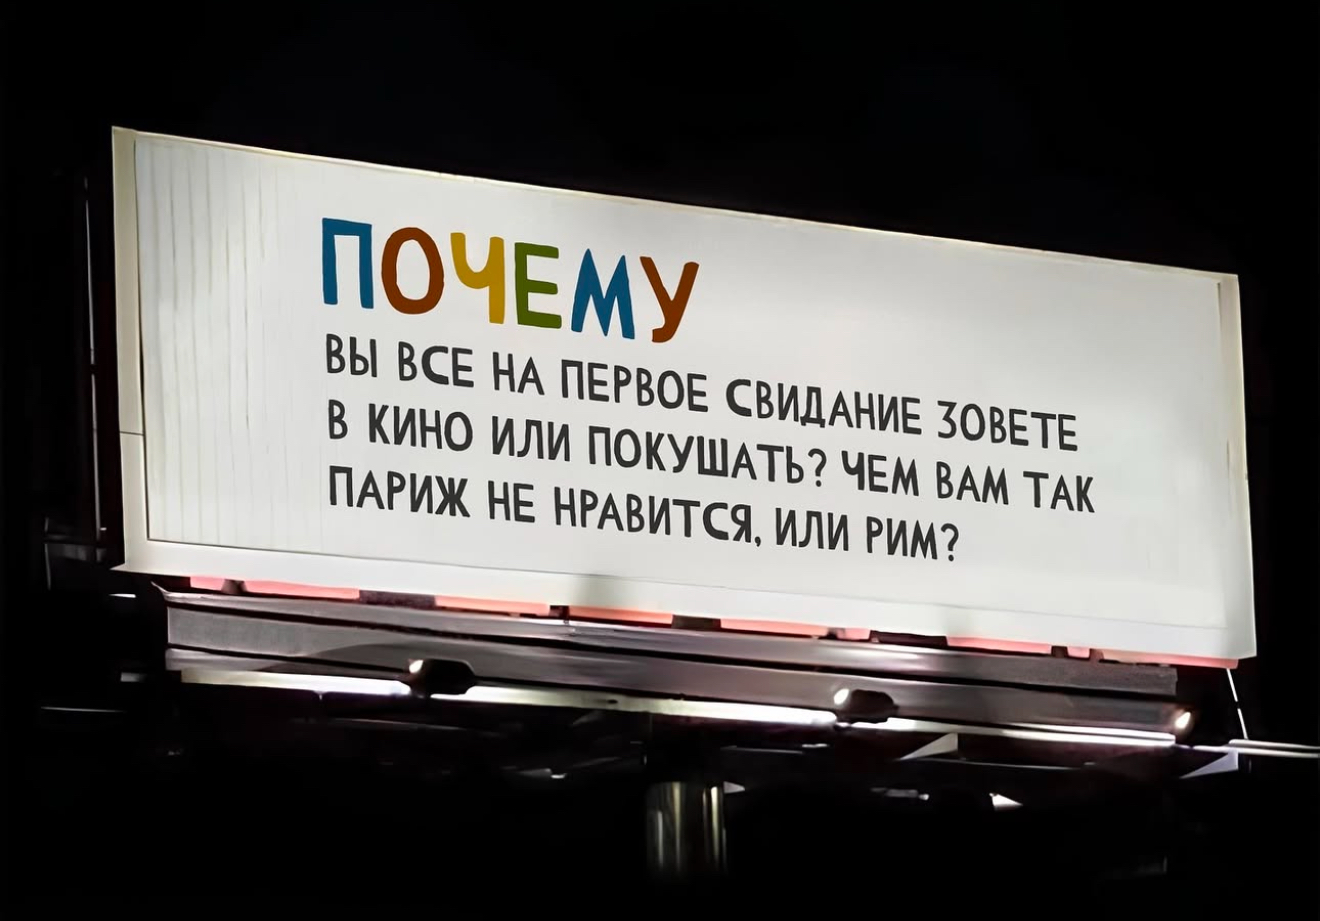 ПОЧЕМУ
ВЫ ВСЕ НА ПЕРВОЕ СВИДАНИЕ ЗОВЕТЕ
В КИНО ИЛИ ПОКУШАТЬ? ЧЕМ ВАМ ТАК
ПАРИЖ НЕ НРАВИТСЯ, ИЛИ РИМ?